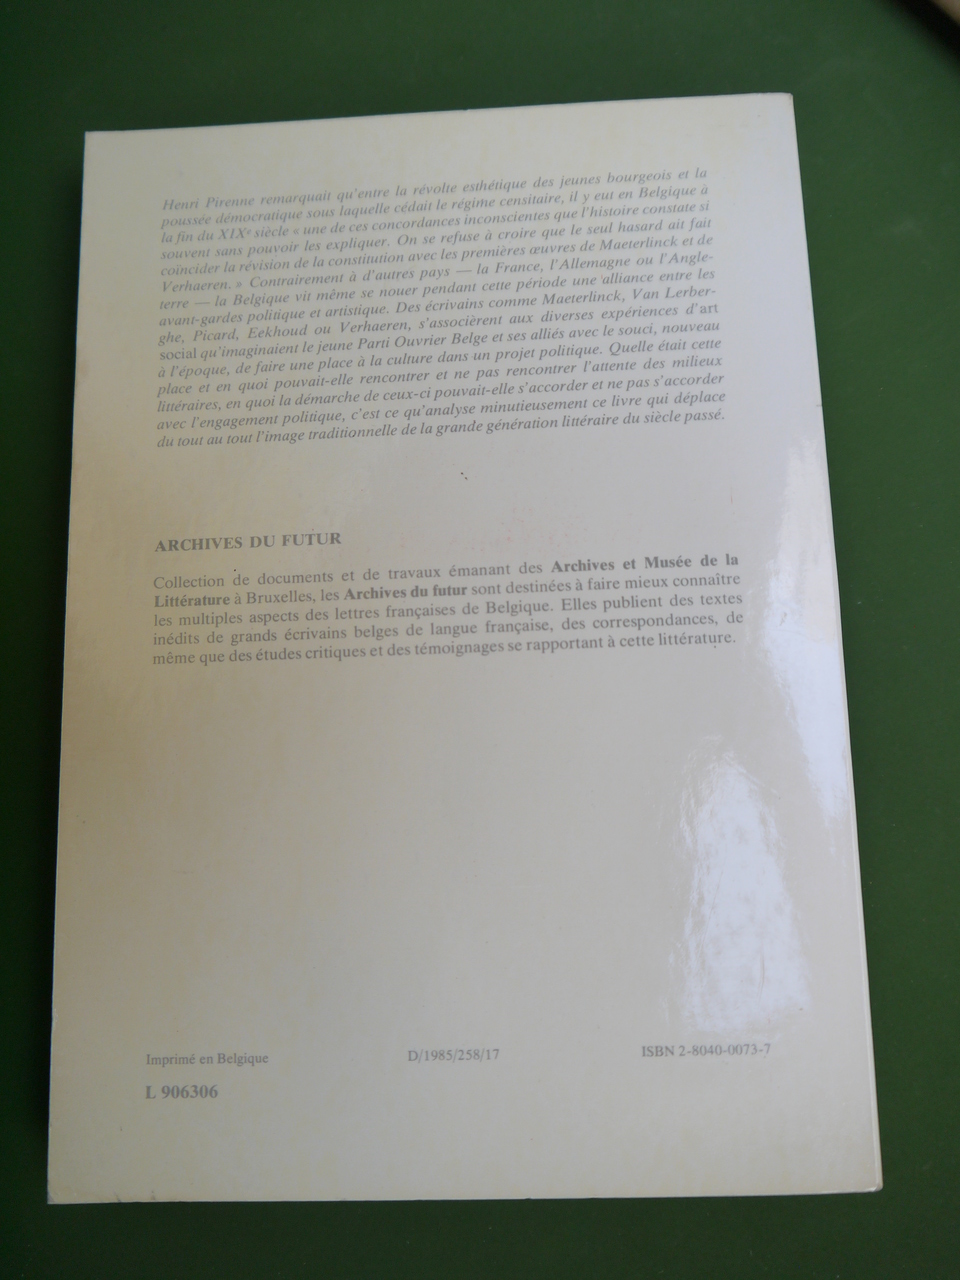 Henri Pirenne remarquait qu'entre la révolte esthétique des jeunes bourgeois et la
poussée démocratique sous laquelle cédait le régime censitaire, il y eut en Belgique à
la fin du XIXe siècle « une de ces concordances inconscientes que l'histoire constate si
souvent sans pouvoir les expliquer. On se refuse à croire que le seul hasard ait fait
coïncider la révision de la constitution avec les premières œuvres de Maeterlinck et de
Verhaeren. » Contrairement à d'autres pays — la France, l'Allemagne ou l'Angle-
terre — la Belgique vit même se nouer pendant cette période une alliance entre les
avant-gardes politique et artistique. Des écrivains comme Maeterlinck, Van Lerber-
ghe, Picard, Eekhoud ou Verhaeren, s'associèrent aux diverses expériences d'art
social qu'imaginaient le jeune Parti Ouvrier Belge et ses alliés avec le souci, nouveau
à l'époque, de faire une place à la culture dans un projet politique. Quelle était cette
place et en quoi pouvait-elle rencontrer et ne pas rencontrer l'attente des milieux
littéraires, en quoi la démarche de ceux-ci pouvait-elle s'accorder et ne pas s'accorder
avec l'engagement politique, c'est ce qu'analyse minutieusement ce livre qui déplace
du tout au tout l'image traditionnelle de la grande génération littéraire du siècle passé.
ARCHIVES DU FUTUR
Collection de documents et de travaux émanant des Archives et Musée de la
Littérature à Bruxelles, les Archives du futur sont destinées à faire mieux connaître
les multiples aspects des lettres françaises de Belgique. Elles publient des textes
inédits de grands écrivains belges de langue française, des correspondances, de
même que des études critiques et des témoignages se rapportant à cette littérature.
Imprimé en Belgique D/1985/258/17 ISBN 2-8040-0073-7
L 906306